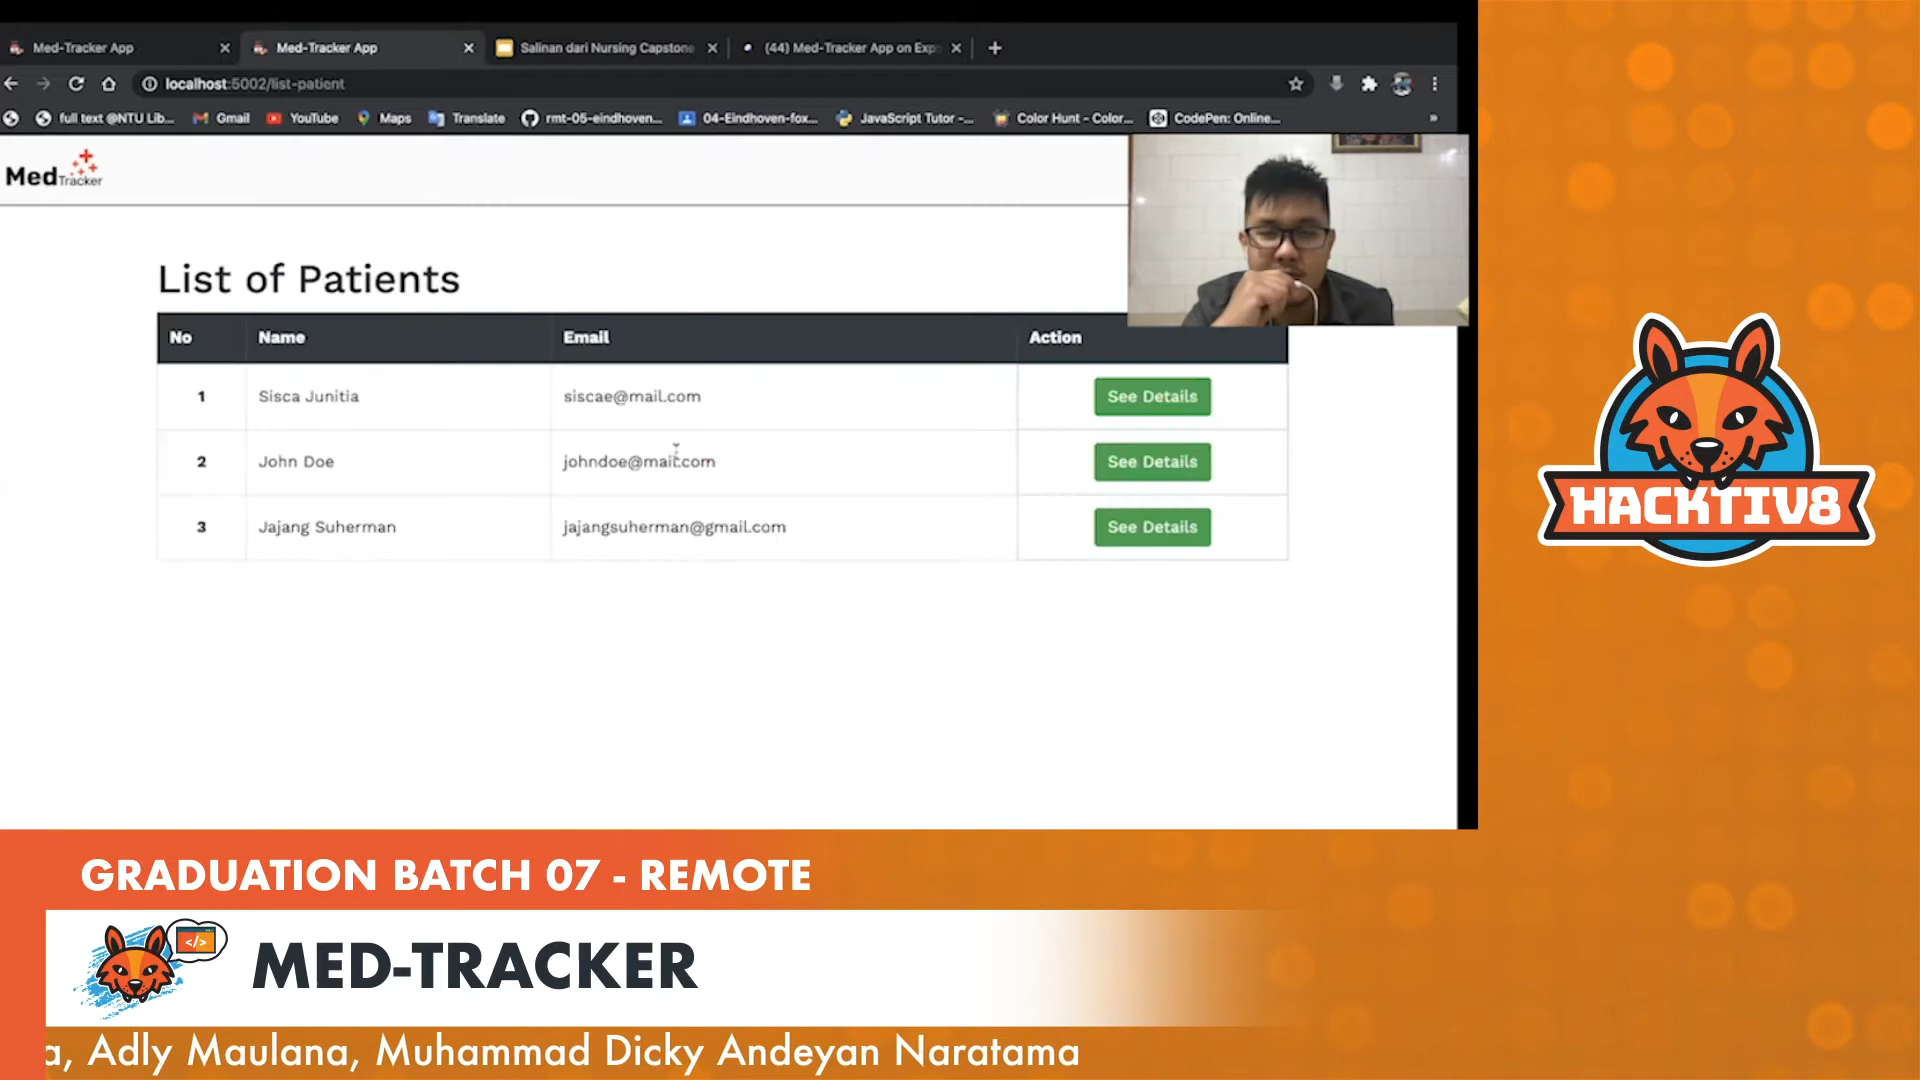 Med-Tracker App
Med-Tracker App
Salinan dari Nursing Capstone
(44) Med-Tracker App on Exp
localhost:5002/list-patient
full text @NTU Lib...
Gmail
YouTube
Maps
Translate
rmt-05-eindhoven...
04-Eindhoven-fox...
JavaScript Tutor -...
Color Hunt - Color...
CodePen: Online...
»
Med Tracker
List of Patients
No Name Email Action
1 Sisca Junitia siscae@mail.com See Details
2 John Doe johndoe@mail.com See Details
3 Jajang Suherman jajangsuherman@gmail.com See Details
HACKTIV8
GRADUATION BATCH 07 - REMOTE
</>
MED-TRACKER
a, Adly Maulana, Muhammad Dicky Andeyan Naratama